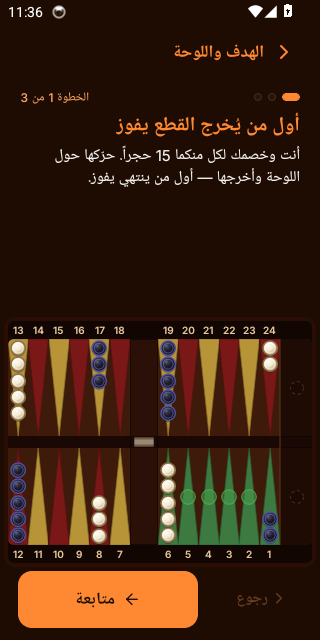 11:36
الهدف واللوحة
الخطوة 1 من 3
أول من يُخرج القطع يفوز
أنت وخصمك لكل منكما 15 حجراً. حرّكها حول
اللوحة وأخرجها — أول من ينتهي يفوز.
13 14 15 16 17 18 19 20 21 22 23 24
12 11 10 9 8 7 6 5 4 3 2 1
متابعة
رجوع